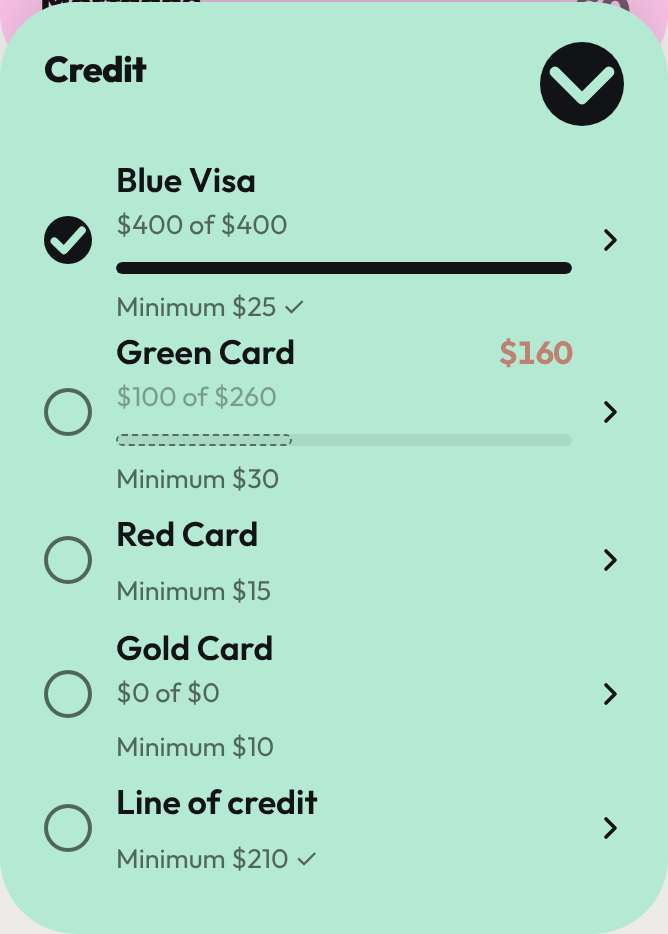 Credit
Blue Visa
$400 of $400
Minimum $25 ✓
Green Card $160
$100 of $260
Minimum $30
Red Card
Minimum $15
Gold Card
$0 of $0
Minimum $10
Line of credit
Minimum $210 ✓